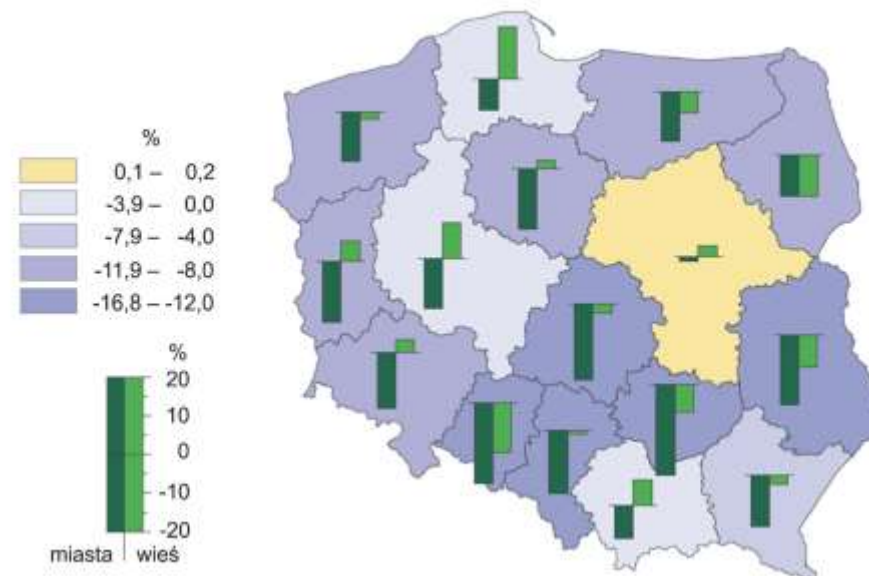 %
0,1 – 0,2
-3,9 – 0,0
-7,9 – -4,0
-11,9 – -8,0
-16,8 – -12,0
%
20
10
0
-10
-20
miasta wieś